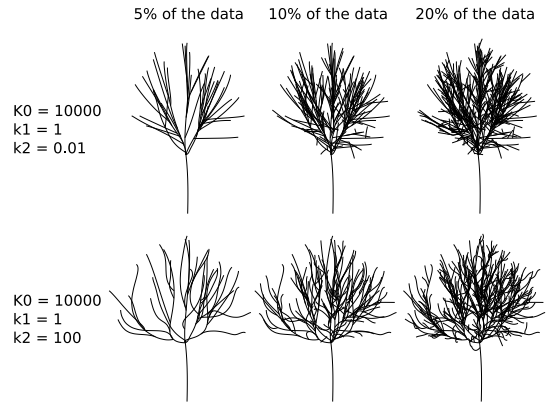 5% of the data 10% of the data 20% of the data
K0 = 10000
k1 = 1
k2 = 0.01
K0 = 10000
k1 = 1
k2 = 100